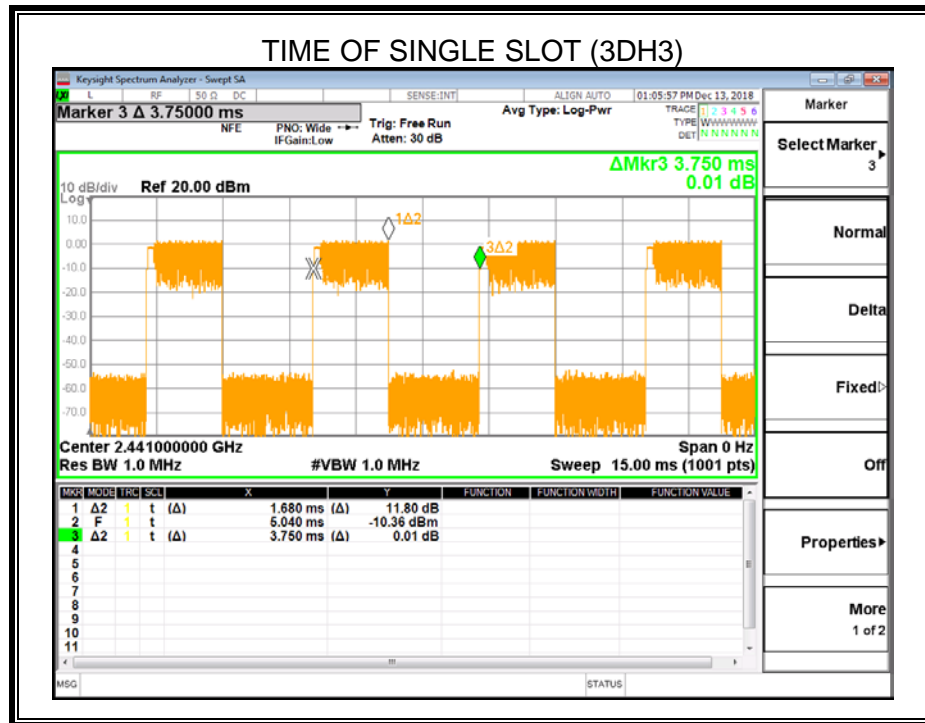 TIME OF SINGLE SLOT (3DH3)
Keysight Spectrum Analyzer - Swept SA
L RF 50 Ω DC SENSE:INT ALIGN AUTO 01:05:57 PM Dec 13, 2018
Marker 3 Δ 3.75000 ms
NFE
PNO: Wide
IFGain:Low
Trig: Free Run
Atten: 30 dB
Avg Type: Log-Pwr
TRACE 1 2 3 4 5 6
TYPE WWWWWW
DET N N N N N N
ΔMkr3 3.750 ms
0.01 dB
10 dB/div Ref 20.00 dBm
Log
10.0
0.00
-10.0
-20.0
-30.0
-40.0
-50.0
-60.0
-70.0
1Δ2
3Δ2
X
Center 2.441000000 GHz Span 0 Hz
Res BW 1.0 MHz #VBW 1.0 MHz Sweep 15.00 ms (1001 pts)
MKR MODE TRC SCL X Y FUNCTION FUNCTION WIDTH FUNCTION VALUE
1 Δ2 1 t (Δ) 1.680 ms (Δ) 11.80 dB
2 F 1 t 5.040 ms -10.36 dBm
3 Δ2 1 t (Δ) 3.750 ms (Δ) 0.01 dB
4
5
6
7
8
9
10
11
MSG STATUS
Marker
Select Marker
3
Normal
Delta
Fixed
Off
Properties
More
1 of 2